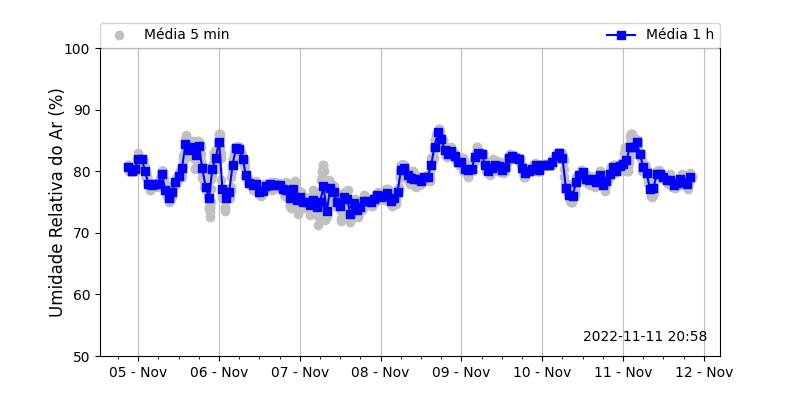 Média 5 min Média 1 h
Umidade Relativa do Ar (%)
100
90
80
70
60
50
2022-11-11 20:58
05 - Nov 06 - Nov 07 - Nov 08 - Nov 09 - Nov 10 - Nov 11 - Nov 12 - Nov